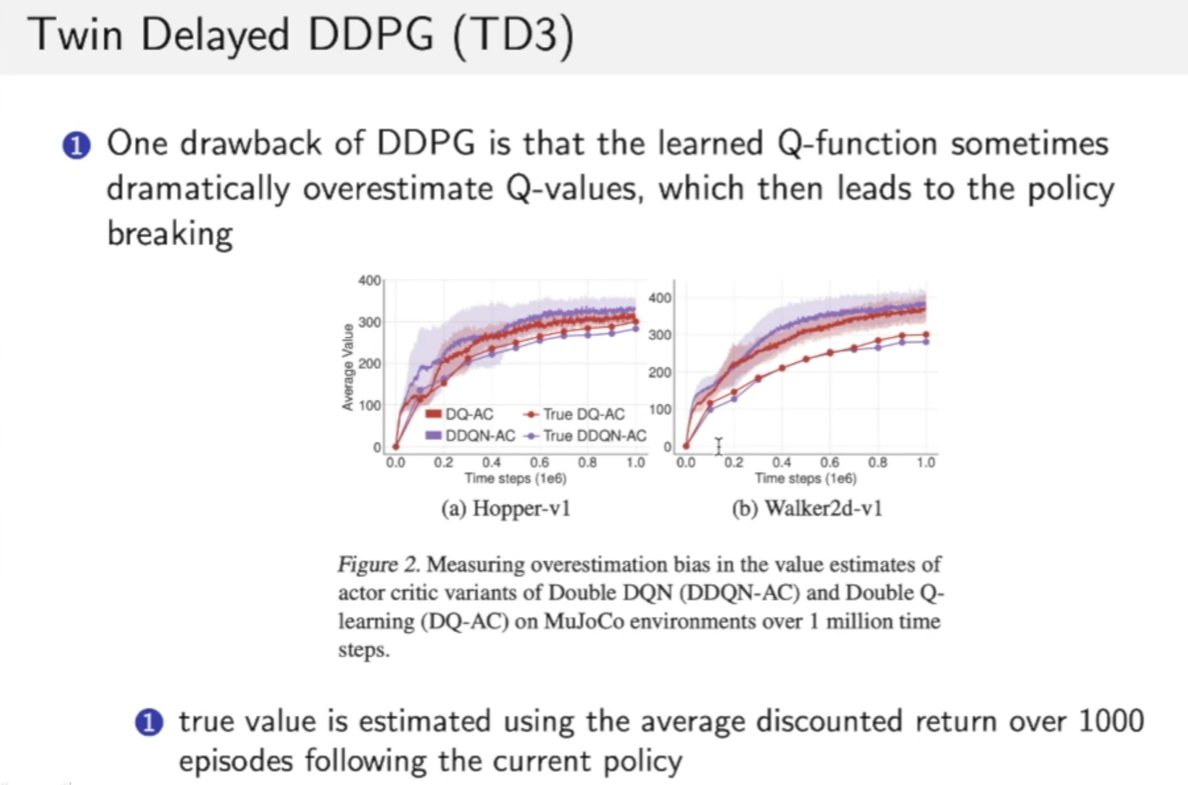 Twin Delayed DDPG (TD3)
1 One drawback of DDPG is that the learned Q-function sometimes
dramatically overestimate Q-values, which then leads to the policy
breaking
400
300
200
100
0
Average Value
DQ-AC True DQ-AC
DDQN-AC True DDQN-AC
0.0 0.2 0.4 0.6 0.8 1.0
Time steps (1e6)
(a) Hopper-v1
400
300
200
100
0
0.0 0.2 0.4 0.6 0.8 1.0
Time steps (1e6)
(b) Walker2d-v1
Figure 2. Measuring overestimation bias in the value estimates of
actor critic variants of Double DQN (DDQN-AC) and Double Q-
learning (DQ-AC) on MuJoCo environments over 1 million time
steps.
1 true value is estimated using the average discounted return over 1000
episodes following the current policy